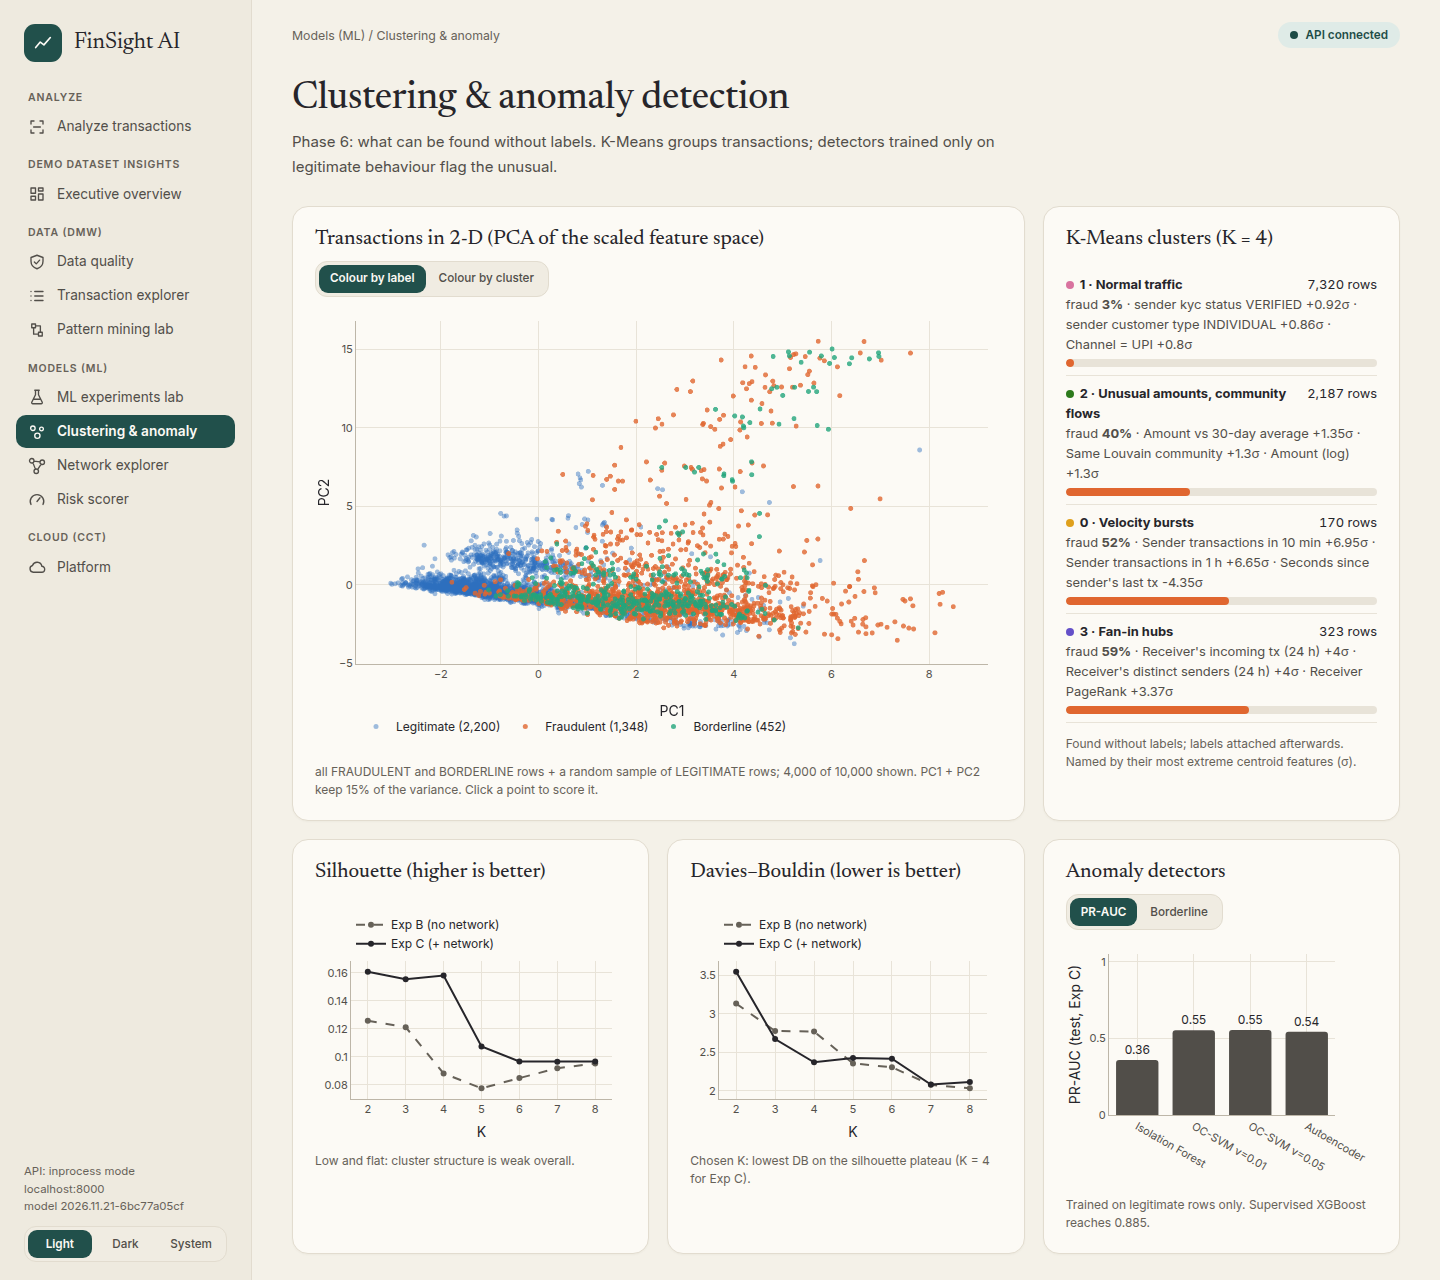 FinSight AI
ANALYZE
Analyze transactions
DEMO DATASET INSIGHTS
Executive overview
DATA (DMW)
Data quality
Transaction explorer
Pattern mining lab
MODELS (ML)
ML experiments lab
Clustering & anomaly
Network explorer
Risk scorer
CLOUD (CCT)
Platform
API: inprocess mode
localhost:8000
model 2026.11.21-6bc77a05cf
Light Dark System
Models (ML) / Clustering & anomaly
API connected
Clustering & anomaly detection
Phase 6: what can be found without labels. K-Means groups transactions; detectors trained only on
legitimate behaviour flag the unusual.
Transactions in 2-D (PCA of the scaled feature space)
Colour by label Colour by cluster
15
10
5
0
−5
PC2
−2 0 2 4 6 8
PC1
Legitimate (2,200) Fraudulent (1,348) Borderline (452)
all FRAUDULENT and BORDERLINE rows + a random sample of LEGITIMATE rows; 4,000 of 10,000 shown. PC1 + PC2
keep 15% of the variance. Click a point to score it.
K-Means clusters (K = 4)
1 · Normal traffic 7,320 rows
fraud 3% · sender kyc status VERIFIED +0.92σ ·
sender customer type INDIVIDUAL +0.86σ ·
Channel = UPI +0.8σ
2 · Unusual amounts, community 2,187 rows
flows
fraud 40% · Amount vs 30-day average +1.35σ ·
Same Louvain community +1.3σ · Amount (log)
+1.3σ
0 · Velocity bursts 170 rows
fraud 52% · Sender transactions in 10 min +6.95σ ·
Sender transactions in 1 h +6.65σ · Seconds since
sender's last tx -4.35σ
3 · Fan-in hubs 323 rows
fraud 59% · Receiver's incoming tx (24 h) +4σ ·
Receiver's distinct senders (24 h) +4σ · Receiver
PageRank +3.37σ
Found without labels; labels attached afterwards.
Named by their most extreme centroid features (σ).
Silhouette (higher is better)
Exp B (no network)
Exp C (+ network)
0.16
0.14
0.12
0.1
0.08
2 3 4 5 6 7 8
K
Low and flat: cluster structure is weak overall.
Davies–Bouldin (lower is better)
Exp B (no network)
Exp C (+ network)
3.5
3
2.5
2
2 3 4 5 6 7 8
K
Chosen K: lowest DB on the silhouette plateau (K = 4
for Exp C).
Anomaly detectors
PR-AUC Borderline
PR-AUC (test, Exp C)
1
0.5
0
0.36 0.55 0.55 0.54
Isolation Forest
OC-SVM ν=0.01
OC-SVM ν=0.05
Autoencoder
Trained on legitimate rows only. Supervised XGBoost
reaches 0.885.